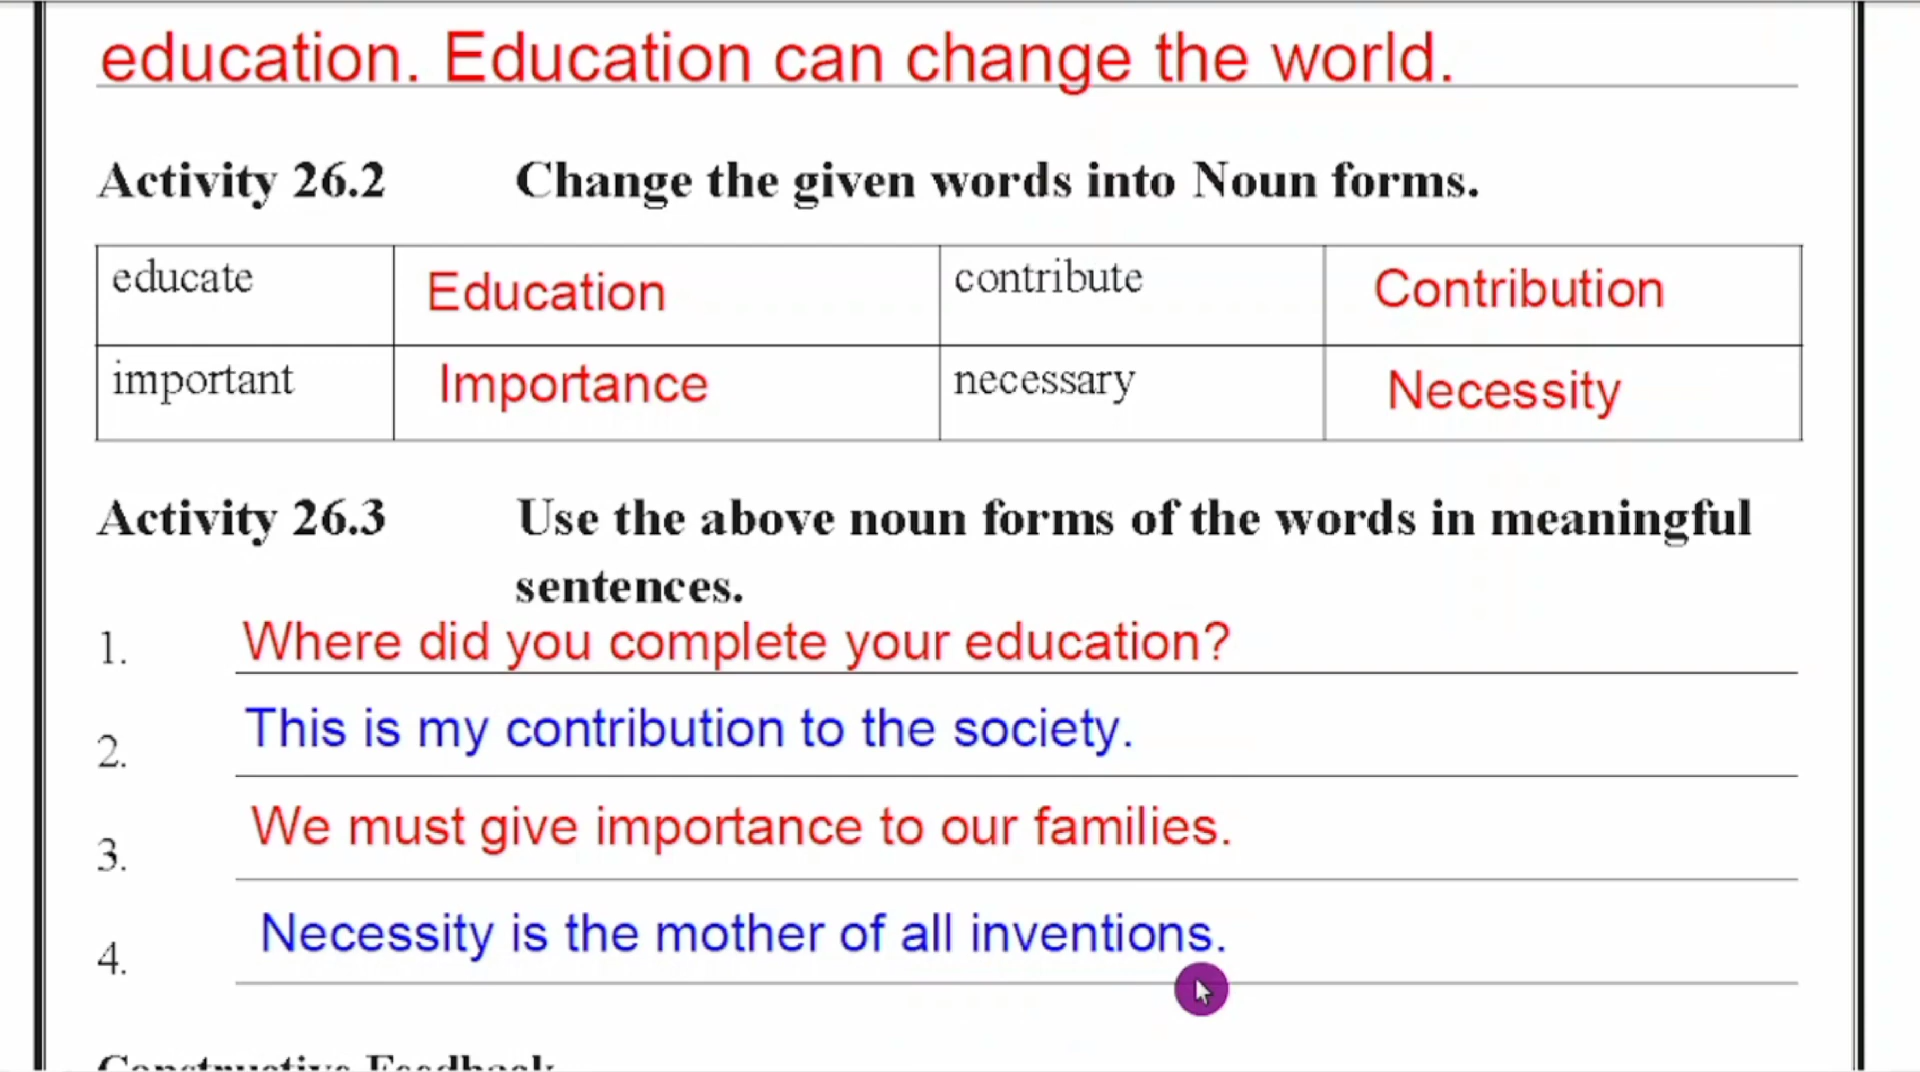 education. Education can change the world.
Activity 26.2 Change the given words into Noun forms.
educate Education contribute Contribution
important Importance necessary Necessity
Activity 26.3 Use the above noun forms of the words in meaningful
sentences.
1. Where did you complete your education?
2. This is my contribution to the society.
3. We must give importance to our families.
4. Necessity is the mother of all inventions.
Constructive Feedback